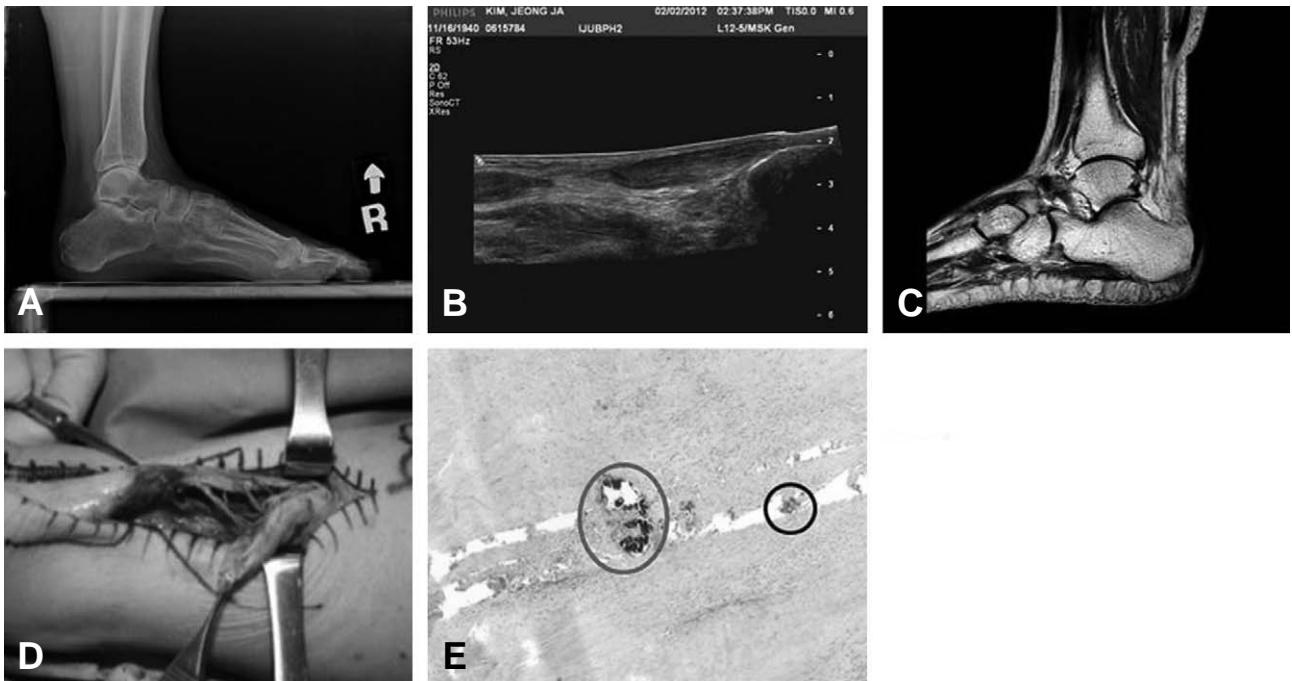 PHILIPS KIM, JEONG JA 02/02/2012 02:37:38PM TIS0.0 MI 0.6
11/16/1940 0615784 IJUBPH2 L12-5/MSK Gen
FR 53Hz
RS
2D
C 62
P Off
Res
SonoCT
XRes
0
1
2
3
4
5
6
R
A
B
C
D
E